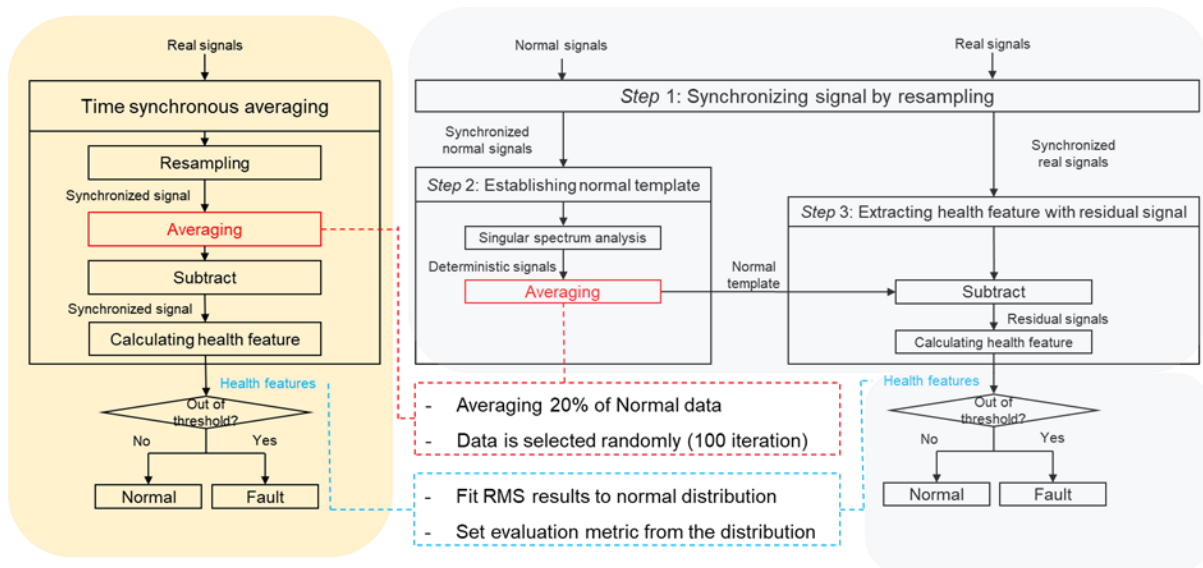 Real signals
Time synchronous averaging
Resampling
Synchronized signal
Averaging
Subtract
Synchronized signal
Calculating health feature
Health features
Out of
threshold?
No
Yes
Normal
Fault
Normal signals
Real signals
Step 1: Synchronizing signal by resampling
Synchronized
normal signals
Synchronized
real signals
Step 2: Establishing normal template
Singular spectrum analysis
Deterministic signals
Averaging
Normal
template
Step 3: Extracting health feature with residual signal
Subtract
Residual signals
Calculating health feature
Health features
Out of
threshold?
No
Yes
Normal
Fault
- Averaging 20% of Normal data
- Data is selected randomly (100 iteration)
- Fit RMS results to normal distribution
- Set evaluation metric from the distribution